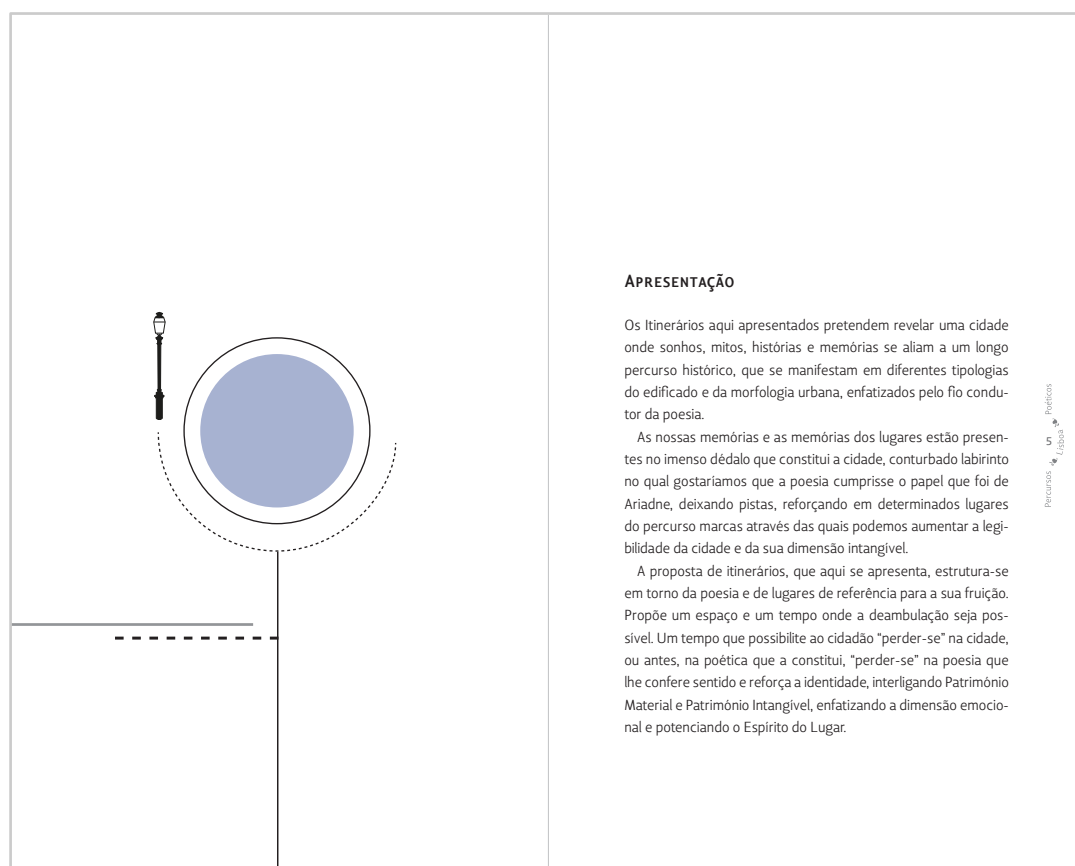 APRESENTAÇÃO
Os Itinerários aqui apresentados pretendem revelar uma cidade
onde sonhos, mitos, histórias e memórias se aliam a um longo
percurso histórico, que se manifestam em diferentes tipologias
do edificado e da morfologia urbana, enfatizados pelo fio condu-
tor da poesia.
As nossas memórias e as memórias dos lugares estão presen-
tes no imenso dédalo que constitui a cidade, conturbado labirinto
no qual gostaríamos que a poesia cumprisse o papel que foi de
Ariadne, deixando pistas, reforçando em determinados lugares
do percurso marcas através das quais podemos aumentar a legi-
bilidade da cidade e da sua dimensão intangível.
A proposta de itinerários, que aqui se apresenta, estrutura-se
em torno da poesia e de lugares de referência para a sua fruição.
Propõe um espaço e um tempo onde a deambulação seja pos-
sível. Um tempo que possibilite ao cidadão “perder-se” na cidade,
ou antes, na poética que a constitui, “perder-se” na poesia que
lhe confere sentido e reforça a identidade, interligando Património
Material e Património Intangível, enfatizando a dimensão emocio-
nal e potenciando o Espírito do Lugar.
Percursos Lisboa Poéticos
5